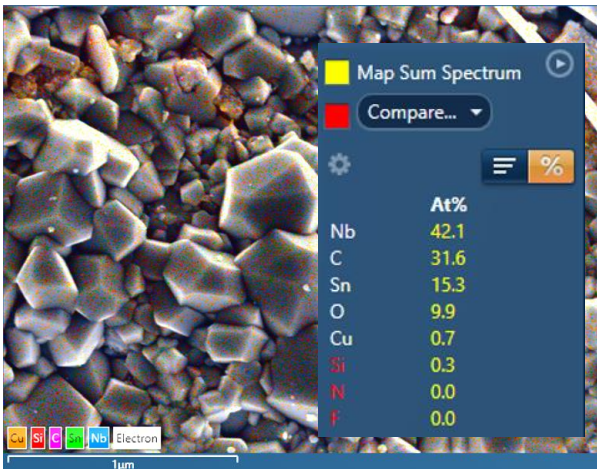 Map Sum Spectrum
Compare...
%
At%
Nb 42.1
C 31.6
Sn 15.3
O 9.9
Cu 0.7
Si 0.3
N 0.0
F 0.0
Cu Si C Sn Nb Electron
1µm